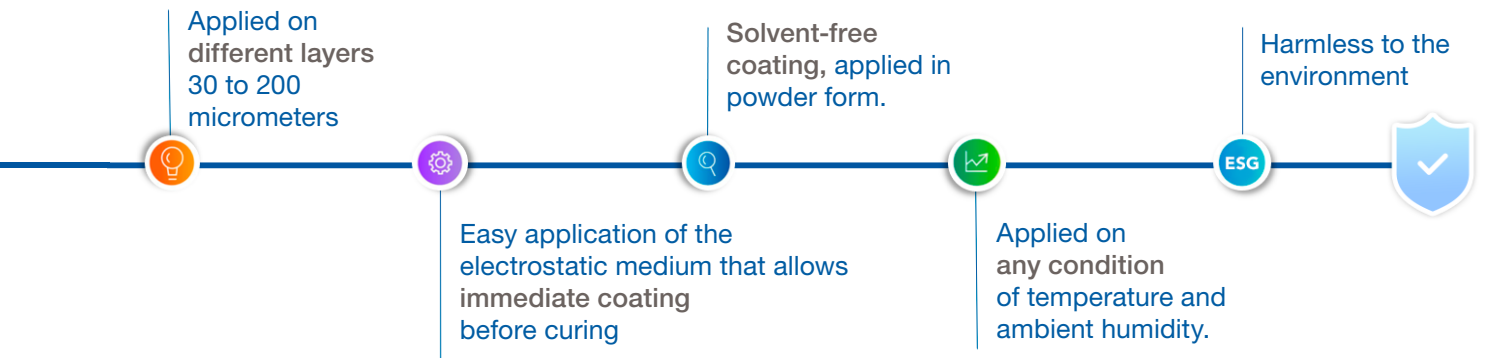 Applied on
different layers
30 to 200
micrometers
Easy application of the
electrostatic medium that allows
immediate coating
before curing
Solvent-free
coating, applied in
powder form.
Applied on
any condition
of temperature and
ambient humidity.
Harmless to the
environment
ESG